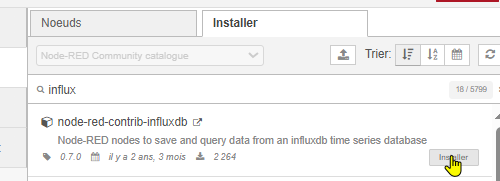 Noeuds
Installer
Node-RED Community catalogue
Trier:
influx
18 / 5799
node-red-contrib-influxdb
Node-RED nodes to save and query data from an influxdb time series database
0.7.0 il y a 2 ans, 3 mois 2 264
Installer